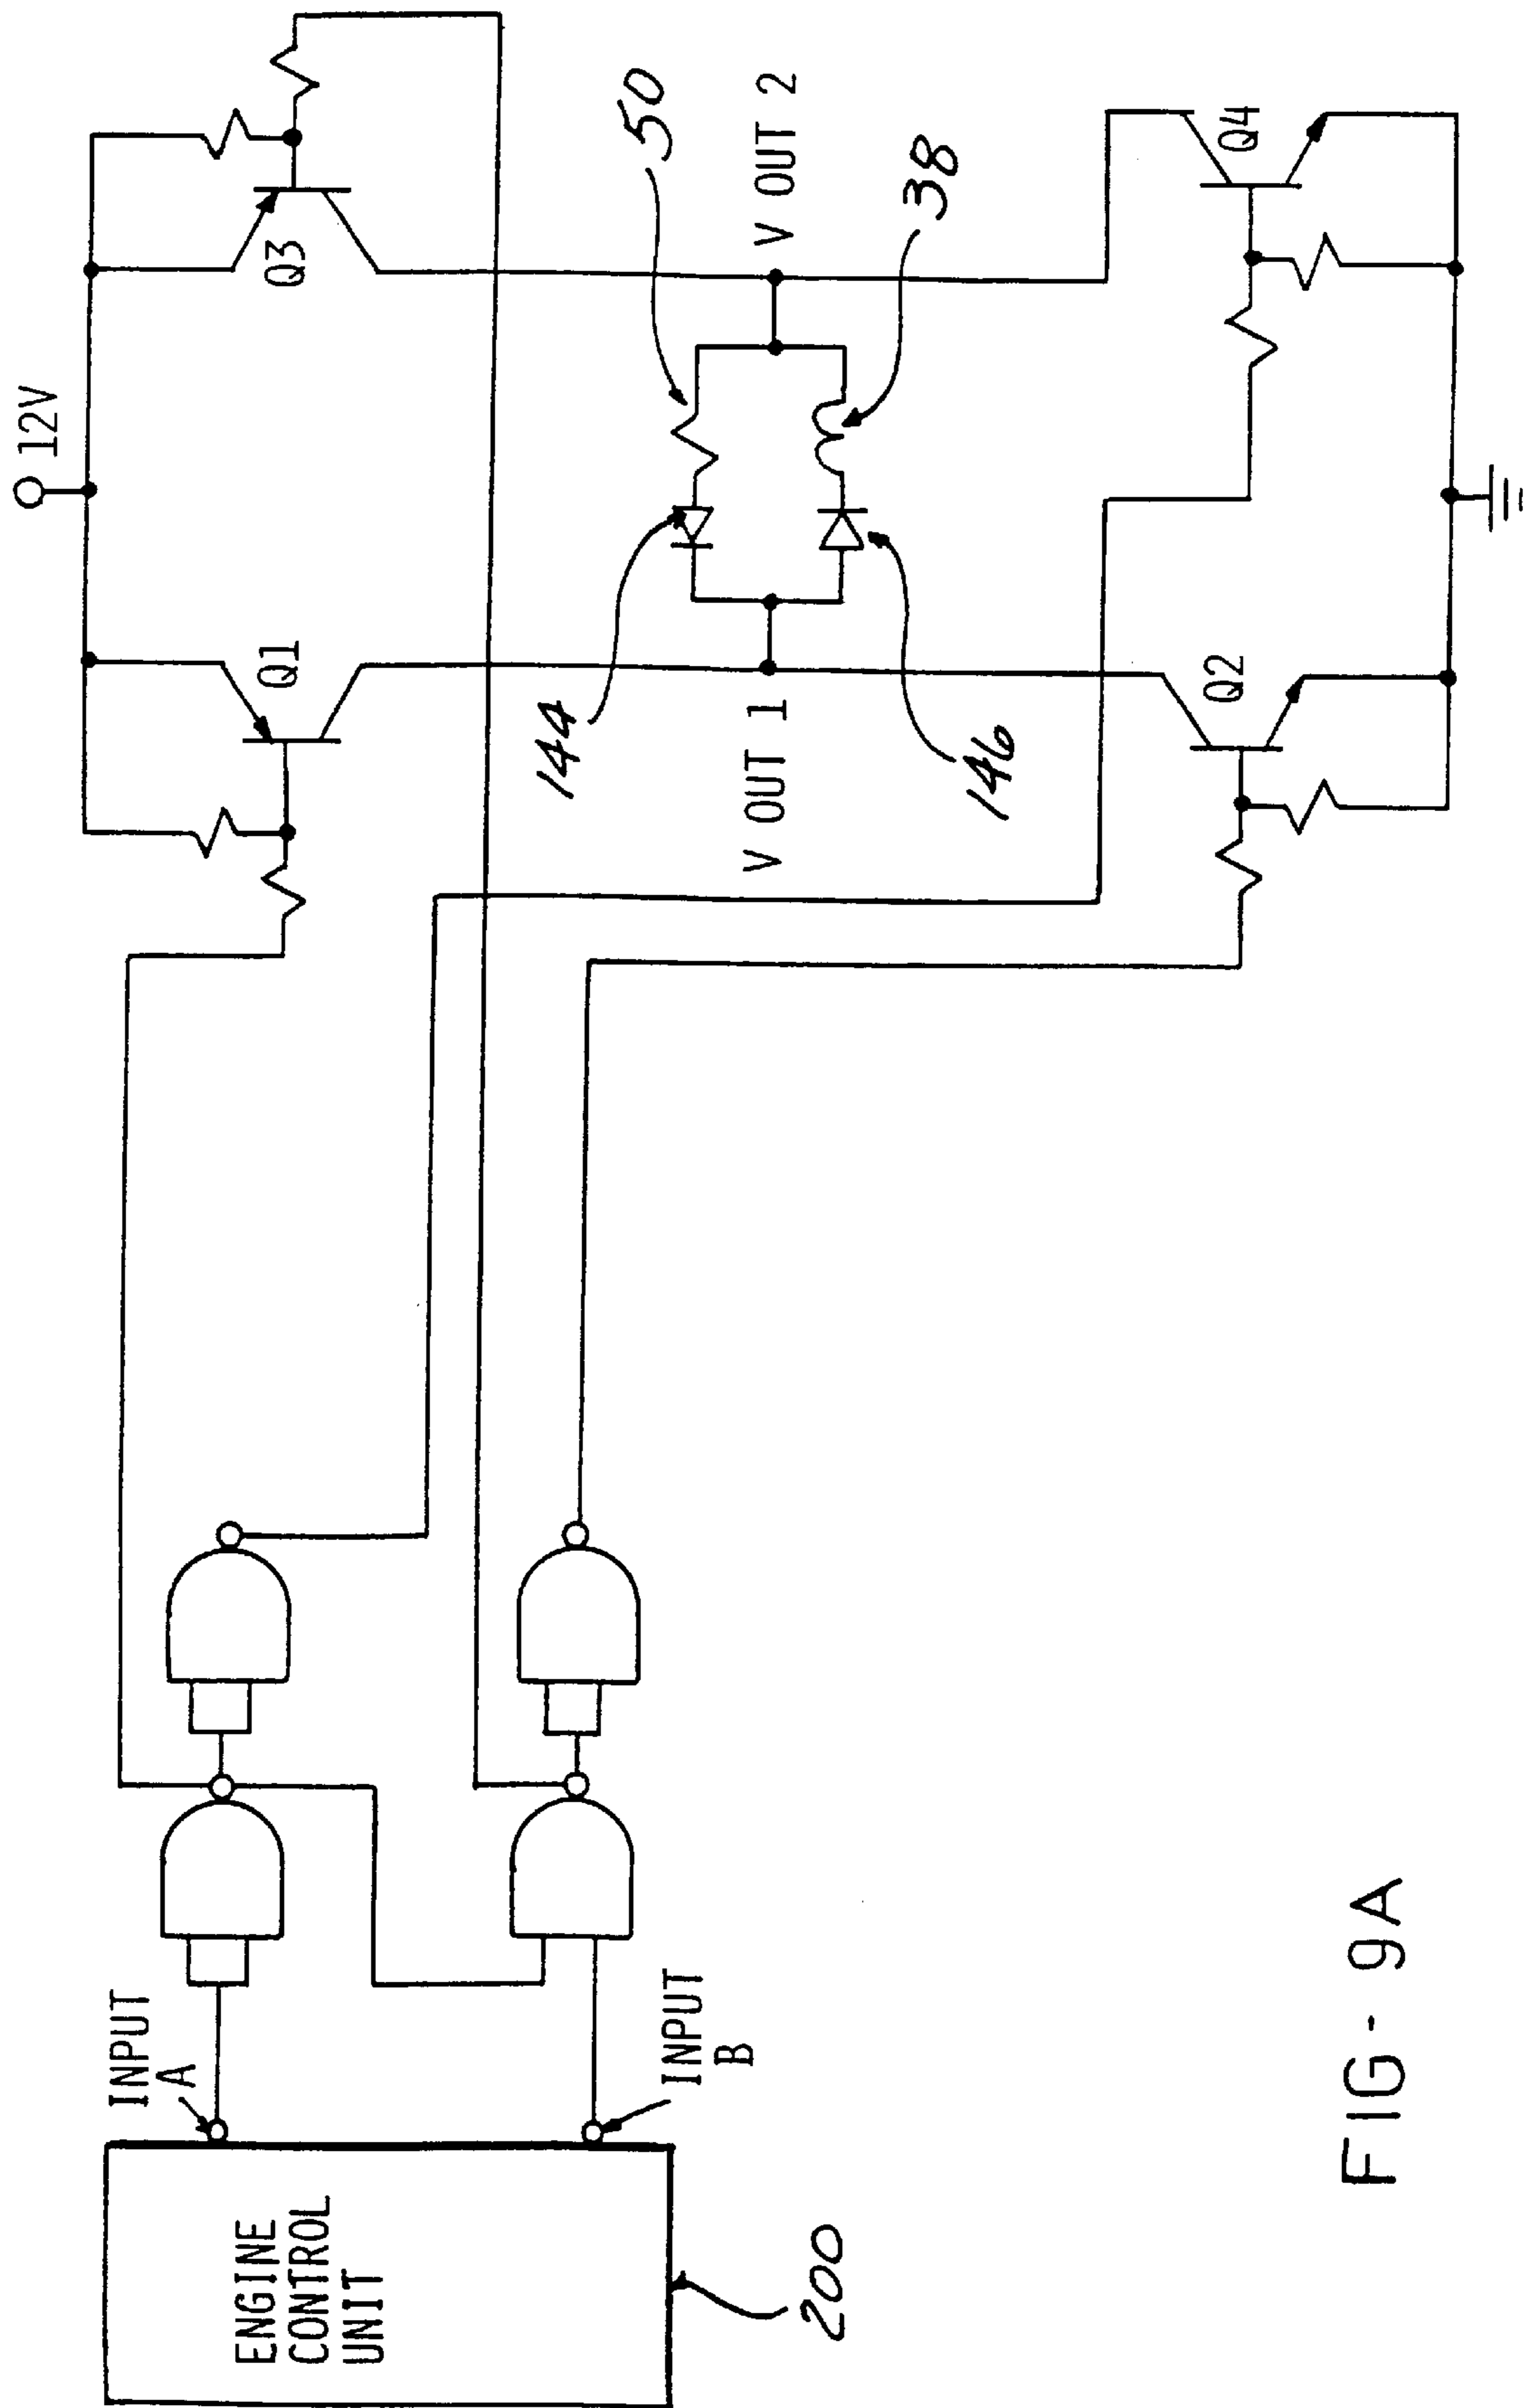 12V
Q1
Q3
50
144
V OUT 1
V OUT 2
38
146
Q2
Q4
INPUT
A
INPUT
B
ENGINE
CONTROL
UNIT
200
FIG - 9A